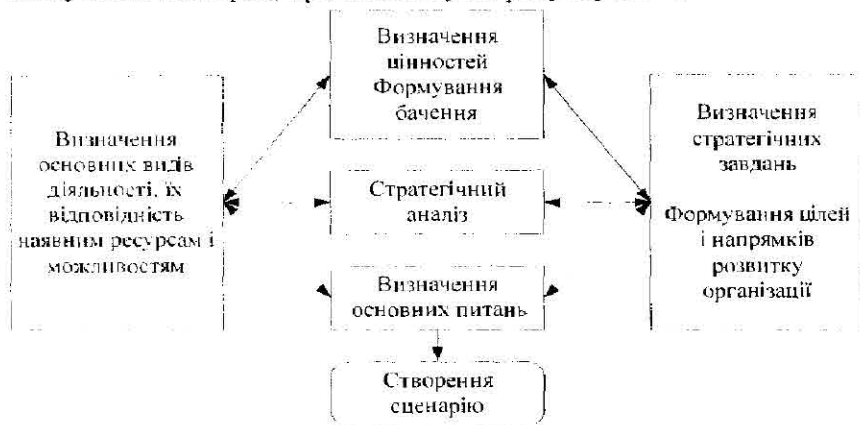 Визначення
цінностей
Формування
бачення
Визначення
основних видів
діяльності, їх
відповідність
наявним ресурсам і
можливостям
Стратегічний
аналіз
Визначення
основних питань
Створення
сценарію
Визначення
стратегічних
завдань
Формування цілей
і напрямків
розвитку
організації